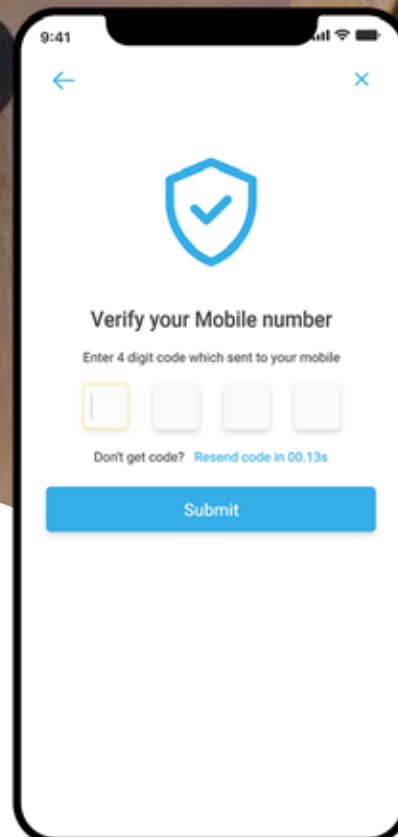 9:41
Verify your Mobile number
Enter 4 digit code which sent to your mobile
Don't get code? Resend code in 00.13s
Submit